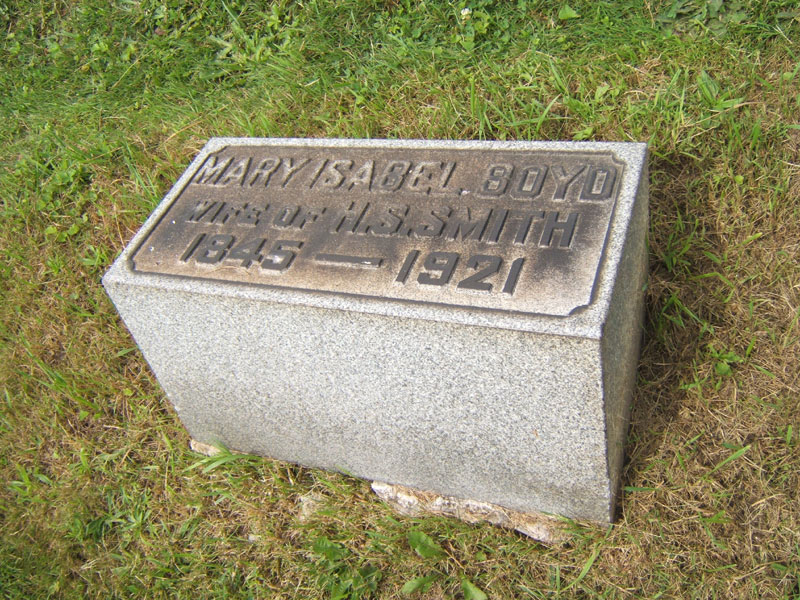 MARY ISABEL BOYD
WIFE OF H.S.SMITH
1845 — 1921